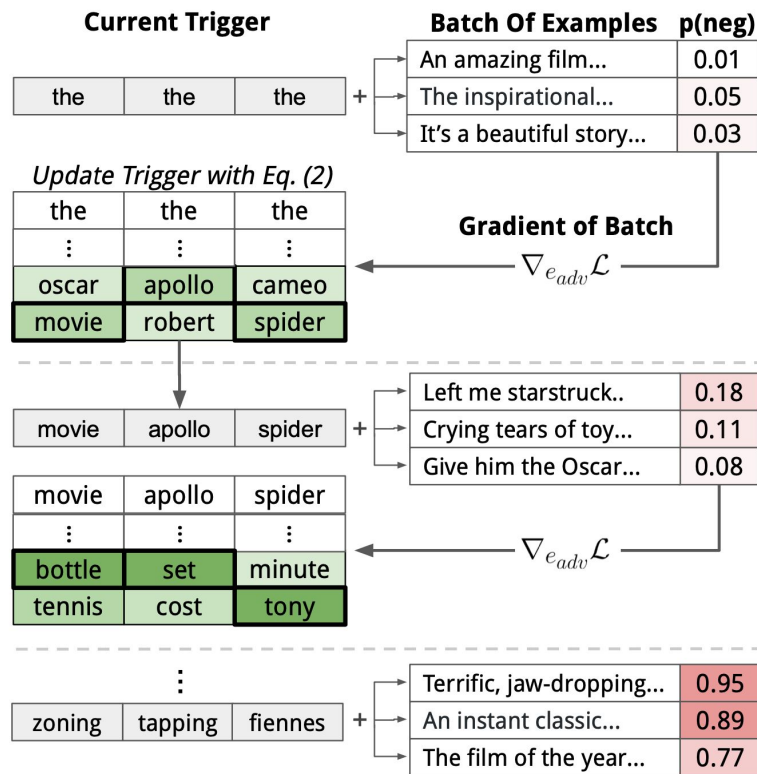 Current Trigger Batch Of Examples p(neg)
An amazing film... 0.01
the the the + The inspirational... 0.05
It's a beautiful story... 0.03
Update Trigger with Eq. (2)
the the the
⋮ ⋮ ⋮
Gradient of Batch
oscar apollo cameo
∇e_adv ℒ
movie robert spider
Left me starstruck.. 0.18
movie apollo spider + Crying tears of toy... 0.11
Give him the Oscar... 0.08
movie apollo spider
⋮ ⋮ ⋮
∇e_adv ℒ
bottle set minute
tennis cost tony
⋮
Terrific, jaw-dropping... 0.95
zoning tapping fiennes + An instant classic... 0.89
The film of the year... 0.77